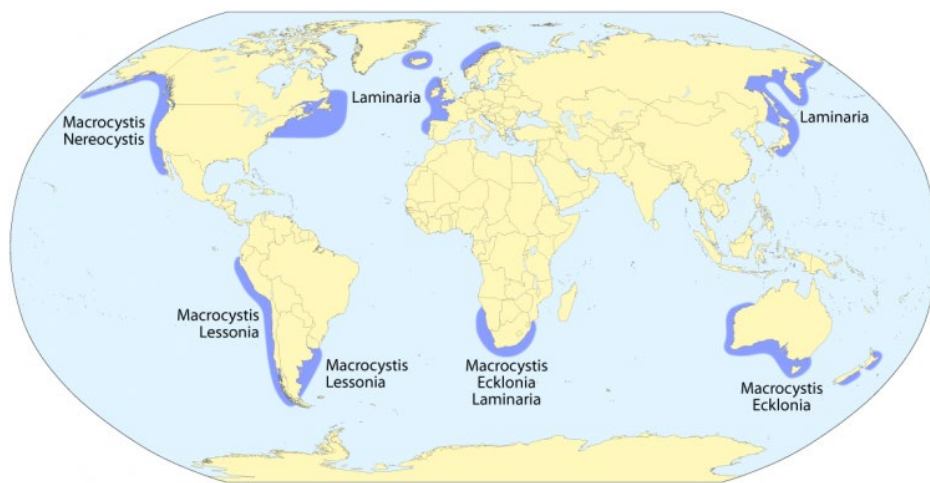 Laminaria
Macrocystis
Nereocystis
Laminaria
Macrocystis
Lessonia
Macrocystis
Lessonia
Macrocystis
Ecklonia
Laminaria
Macrocystis
Ecklonia